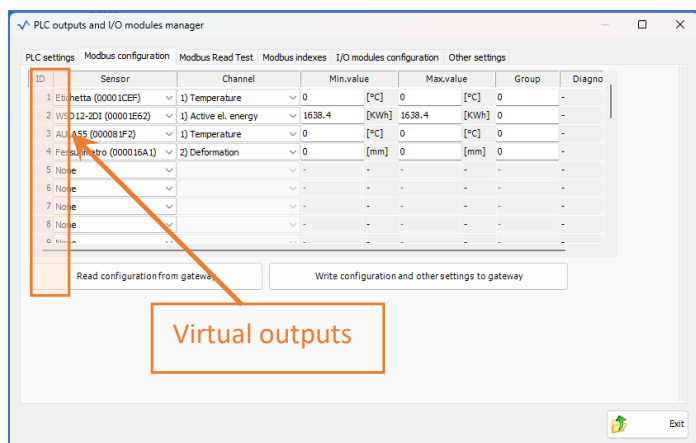 PLC outputs and I/O modules manager
PLC settings Modbus configuration Modbus Read Test Modbus indexes I/O modules configuration Other settings
ID Sensor Channel Min.value Max.value Group Diagno
1 Etichetta (00001CEF) 1) Temperature 0 [°C] 0 [°C] 0 -
2 WSD12-2DI (00001E62) 1) Active el. energy 1638.4 [KWh] 1638.4 [KWh] 0 -
3 (000081F2) 1) Temperature 0 [°C] 0 [°C] 0 -
4 Fessurimetro (000016A1) 2) Deformation 0 [mm] 0 [mm] 0 -
5 None - - - - - -
6 None - - - - - -
7 None - - - - - -
8 None - - - - - -
9 None - - - - - -
Read configuration from gateway Write configuration and other settings to gateway
Virtual outputs
Exit